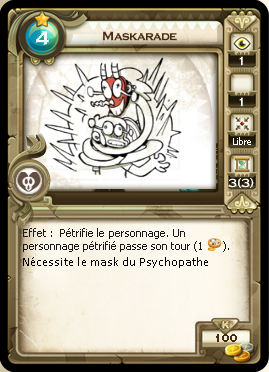 4
MASKARADE
1
1
Libre
3(3)
Effet : Pétrifie le personnage. Un
personnage pétrifié passe son tour (1 ).
Nécessite le mask du Psychopathe
K
100